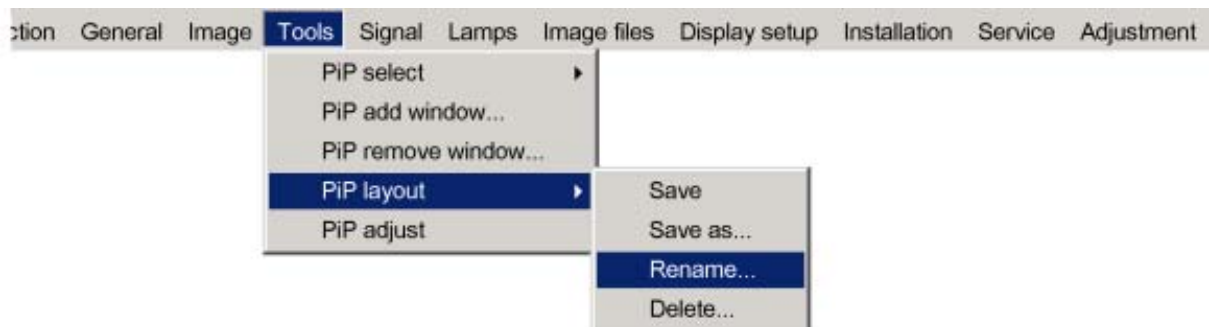 ction General Image Tools Signal Lamps Image files Display setup Installation Service Adjustment
PiP select
PiP add window...
PiP remove window...
PiP layout
Save
PiP adjust
Save as...
Rename...
Delete...